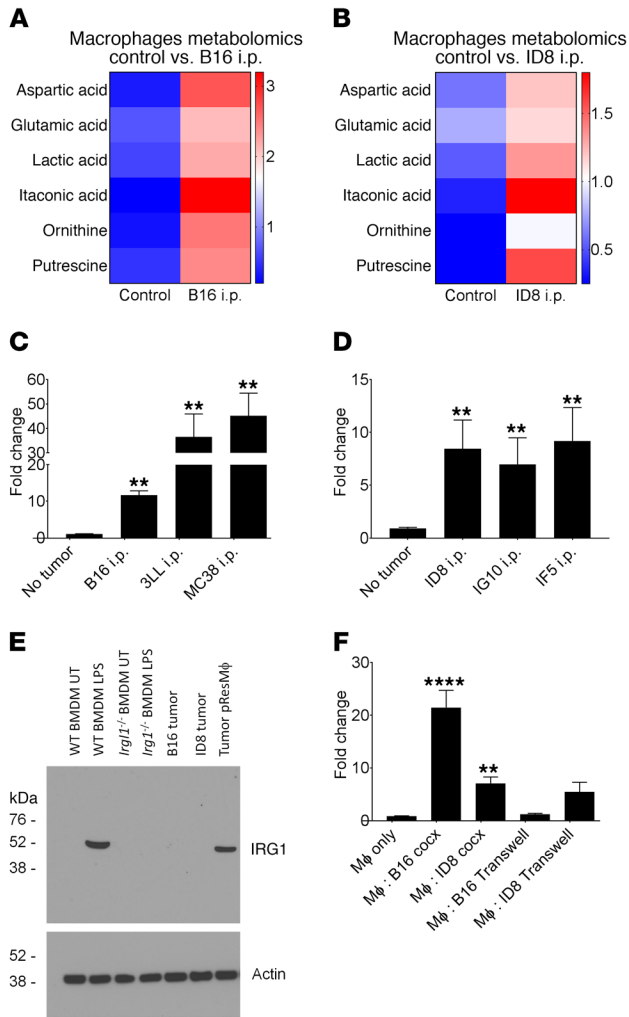 A
Macrophages metabolomics
control vs. B16 i.p.
Aspartic acid
Glutamic acid
Lactic acid
Itaconic acid
Ornithine
Putrescine
Control
B16 i.p.
3
2
1
B
Macrophages metabolomics
control vs. ID8 i.p.
Aspartic acid
Glutamic acid
Lactic acid
Itaconic acid
Ornithine
Putrescine
Control
ID8 i.p.
1.5
1.0
0.5
C
Fold change
60
50
40
30
20
10
0
**
**
**
No tumor
B16 i.p.
3LL i.p.
MC38 i.p.
D
Fold change
15
10
5
0
**
**
**
No tumor
ID8 i.p.
IG10 i.p.
IF5 i.p.
E
WT BMDM UT
WT BMDM LPS
Irgl1-/- BMDM UT
Irg1-/- BMDM LPS
B16 tumor
ID8 tumor
Tumor pResMϕ
kDa
76 -
52 -
38 -
IRG1
52 -
38 -
Actin
F
Fold change
30
20
10
0
****
**
Mϕ only
Mϕ : B16 cocx
Mϕ : ID8 cocx
Mϕ : B16 Transwell
Mϕ : ID8 Transwell